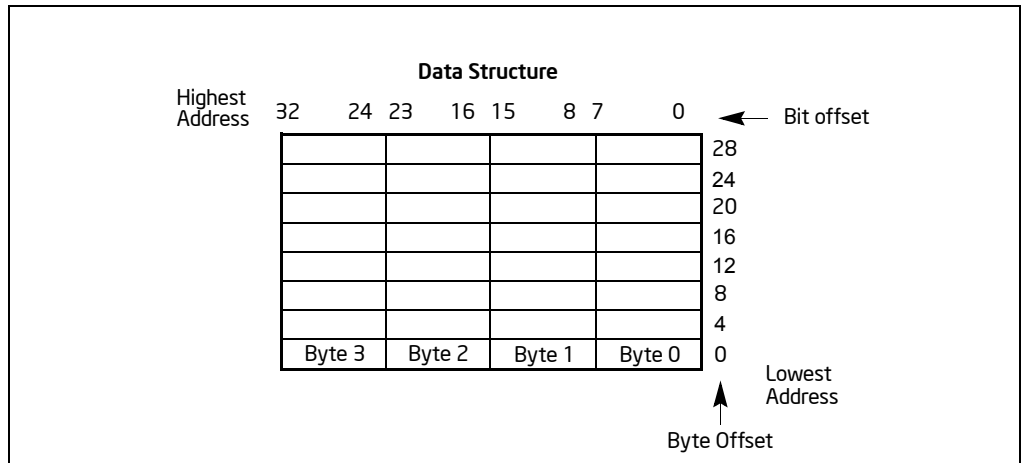 Data Structure
Highest
Address
32 24 23 16 15 8 7 0
Bit offset
28
24
20
16
12
8
4
Byte 3 Byte 2 Byte 1 Byte 0 0
Lowest
Address
Byte Offset